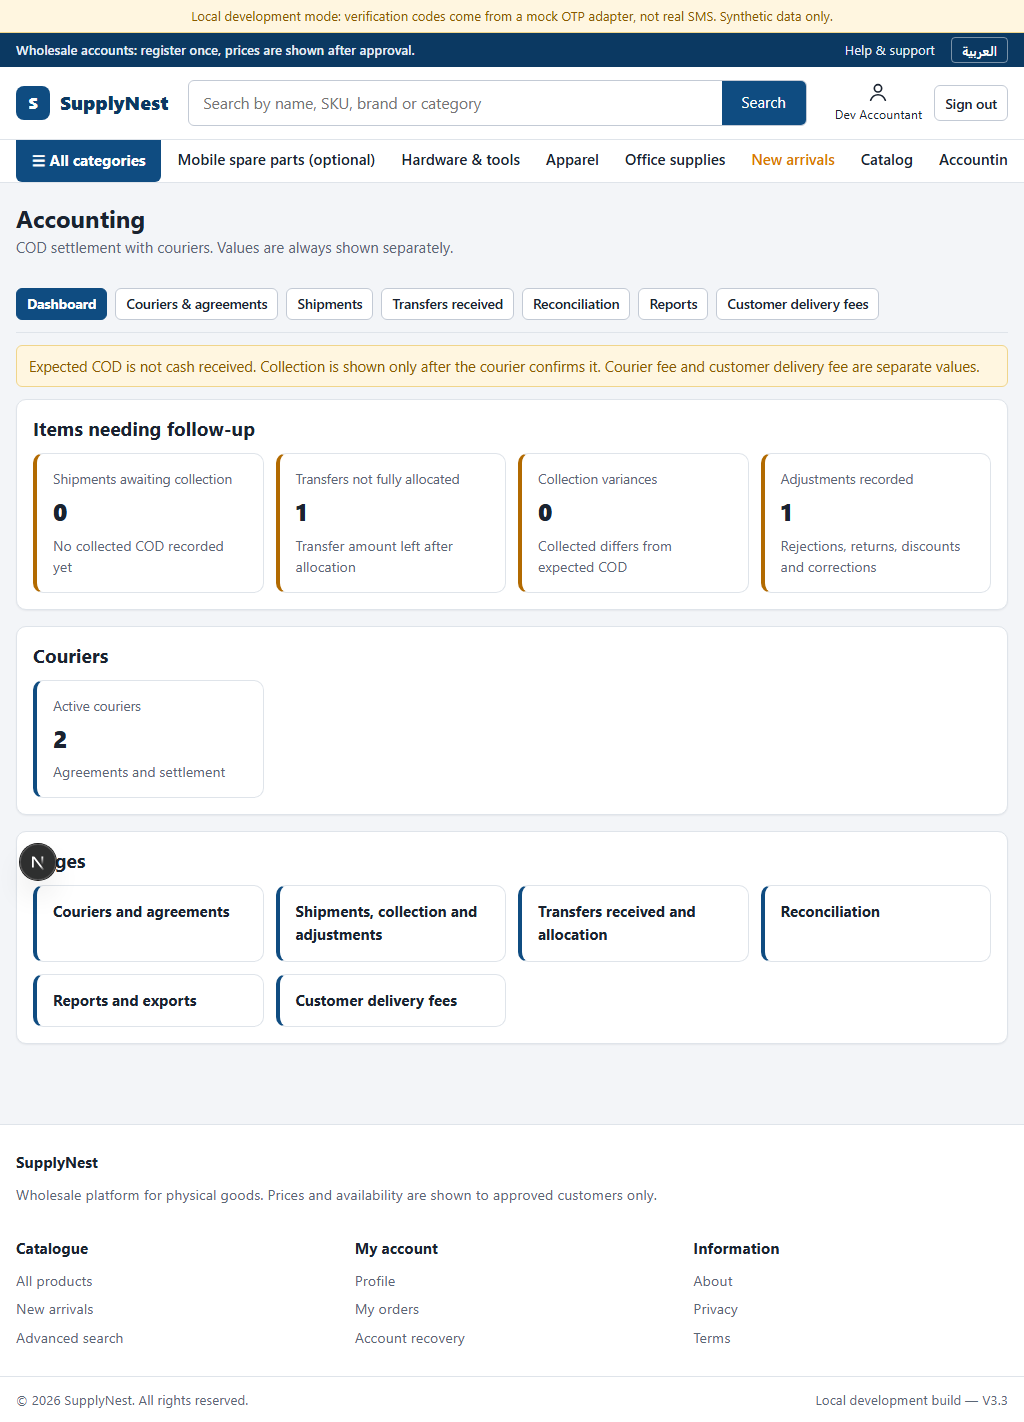 Local development mode: verification codes come from a mock OTP adapter, not real SMS. Synthetic data only.
Wholesale accounts: register once, prices are shown after approval.
Help & support
العربية
S
SupplyNest
Search by name, SKU, brand or category
Search
Dev Accountant
Sign out
☰ All categories
Mobile spare parts (optional)
Hardware & tools
Apparel
Office supplies
New arrivals
Catalog
Accountin
Accounting
COD settlement with couriers. Values are always shown separately.
Dashboard
Couriers & agreements
Shipments
Transfers received
Reconciliation
Reports
Customer delivery fees
Expected COD is not cash received. Collection is shown only after the courier confirms it. Courier fee and customer delivery fee are separate values.
Items needing follow-up
Shipments awaiting collection
0
No collected COD recorded
yet
Transfers not fully allocated
1
Transfer amount left after
allocation
Collection variances
0
Collected differs from
expected COD
Adjustments recorded
1
Rejections, returns, discounts
and corrections
Couriers
Active couriers
2
Agreements and settlement
N
ges
Couriers and agreements
Shipments, collection and
adjustments
Transfers received and
allocation
Reconciliation
Reports and exports
Customer delivery fees
SupplyNest
Wholesale platform for physical goods. Prices and availability are shown to approved customers only.
Catalogue
All products
New arrivals
Advanced search
My account
Profile
My orders
Account recovery
Information
About
Privacy
Terms
© 2026 SupplyNest. All rights reserved.
Local development build — V3.3